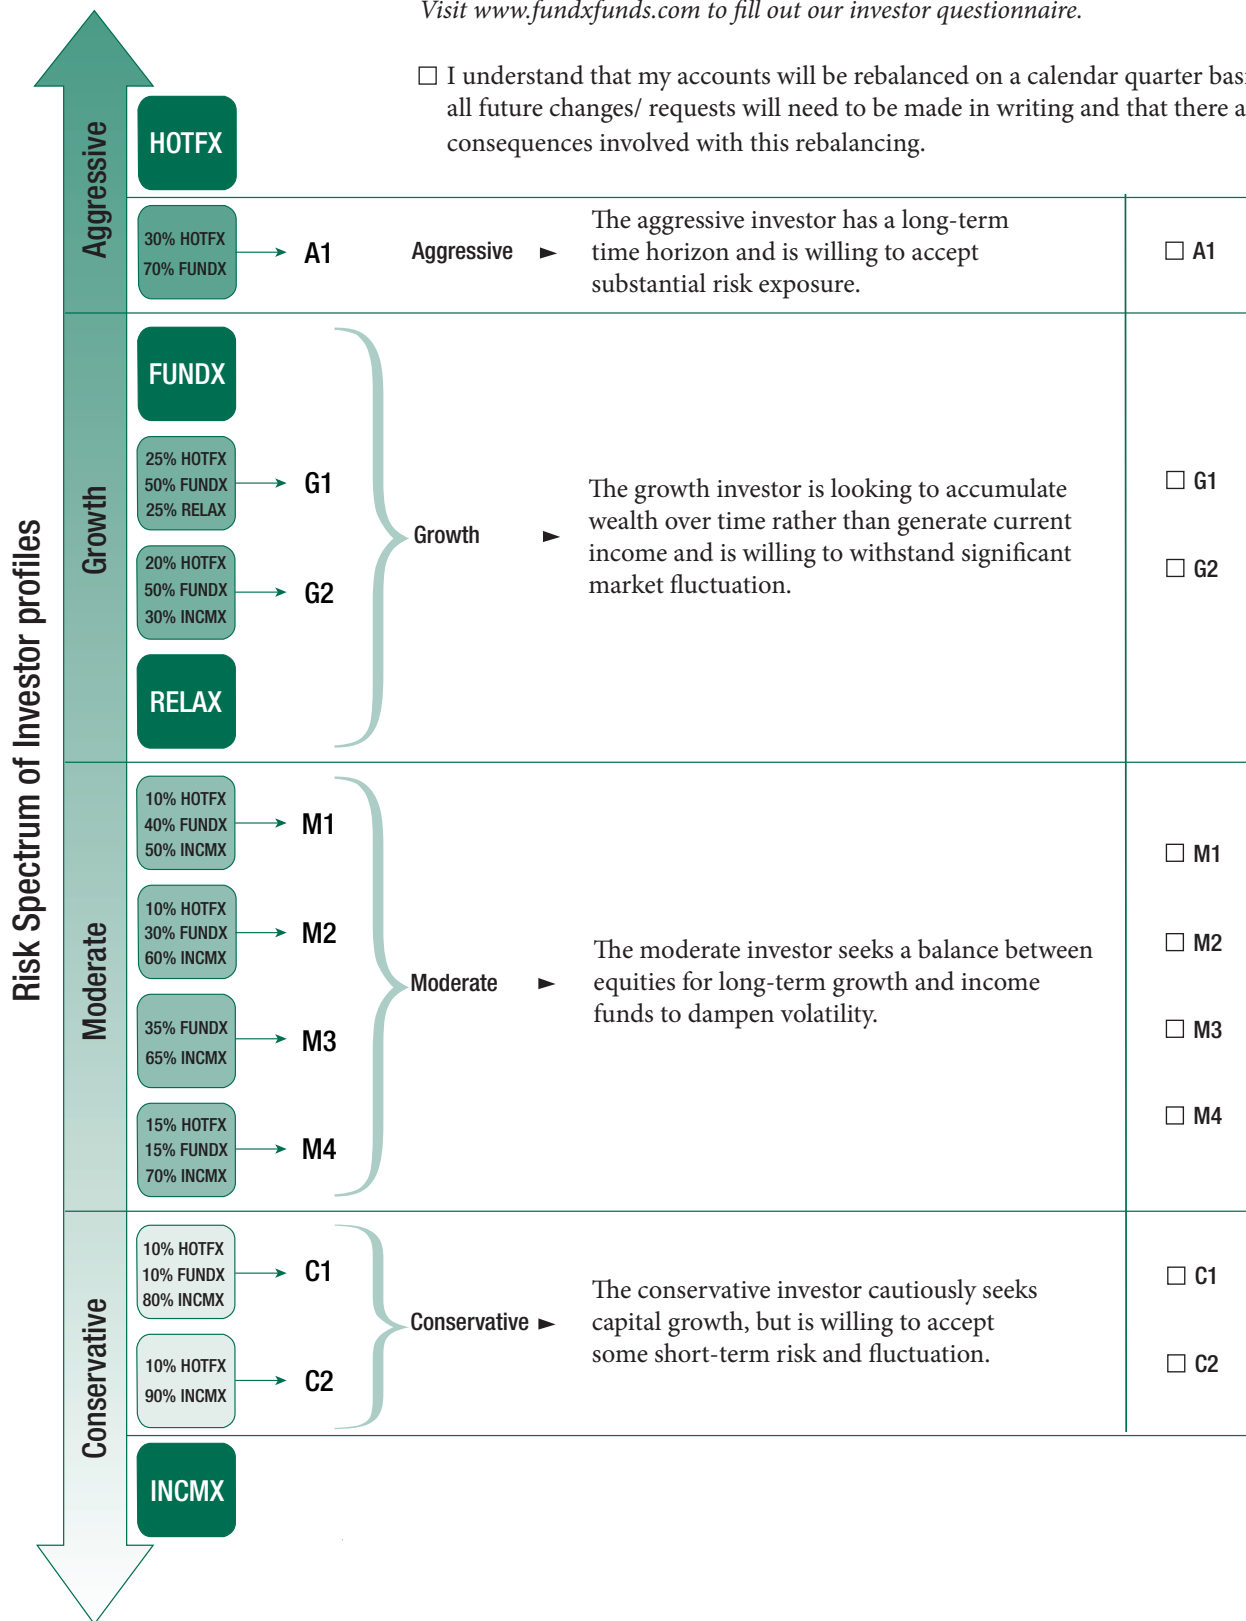 Visit www.fundxfunds.com to fill out our investor questionnaire.
☐ I understand that my accounts will be rebalanced on a calendar quarter
all future changes/ requests will need to be made in writing and that there
consequences involved with this rebalancing.
Risk Spectrum of Investor profiles
Aggressive
HOTFX
30% HOTFX
70% FUNDX
A1
Aggressive ►
The aggressive investor has a long-term
time horizon and is willing to accept
substantial risk exposure.
☐ A1
Growth
FUNDX
25% HOTFX
50% FUNDX
25% RELAX
G1
20% HOTFX
50% FUNDX
30% INCMX
G2
RELAX
Growth ►
The growth investor is looking to accumulate
wealth over time rather than generate current
income and is willing to withstand significant
market fluctuation.
☐ G1
☐ G2
Moderate
10% HOTFX
40% FUNDX
50% INCMX
M1
10% HOTFX
30% FUNDX
60% INCMX
M2
35% FUNDX
65% INCMX
M3
15% HOTFX
15% FUNDX
70% INCMX
M4
Moderate ►
The moderate investor seeks a balance between
equities for long-term growth and income
funds to dampen volatility.
☐ M1
☐ M2
☐ M3
☐ M4
Conservative
10% HOTFX
10% FUNDX
80% INCMX
C1
10% HOTFX
90% INCMX
C2
Conservative ►
The conservative investor cautiously seeks
capital growth, but is willing to accept
some short-term risk and fluctuation.
☐ C1
☐ C2
INCMX